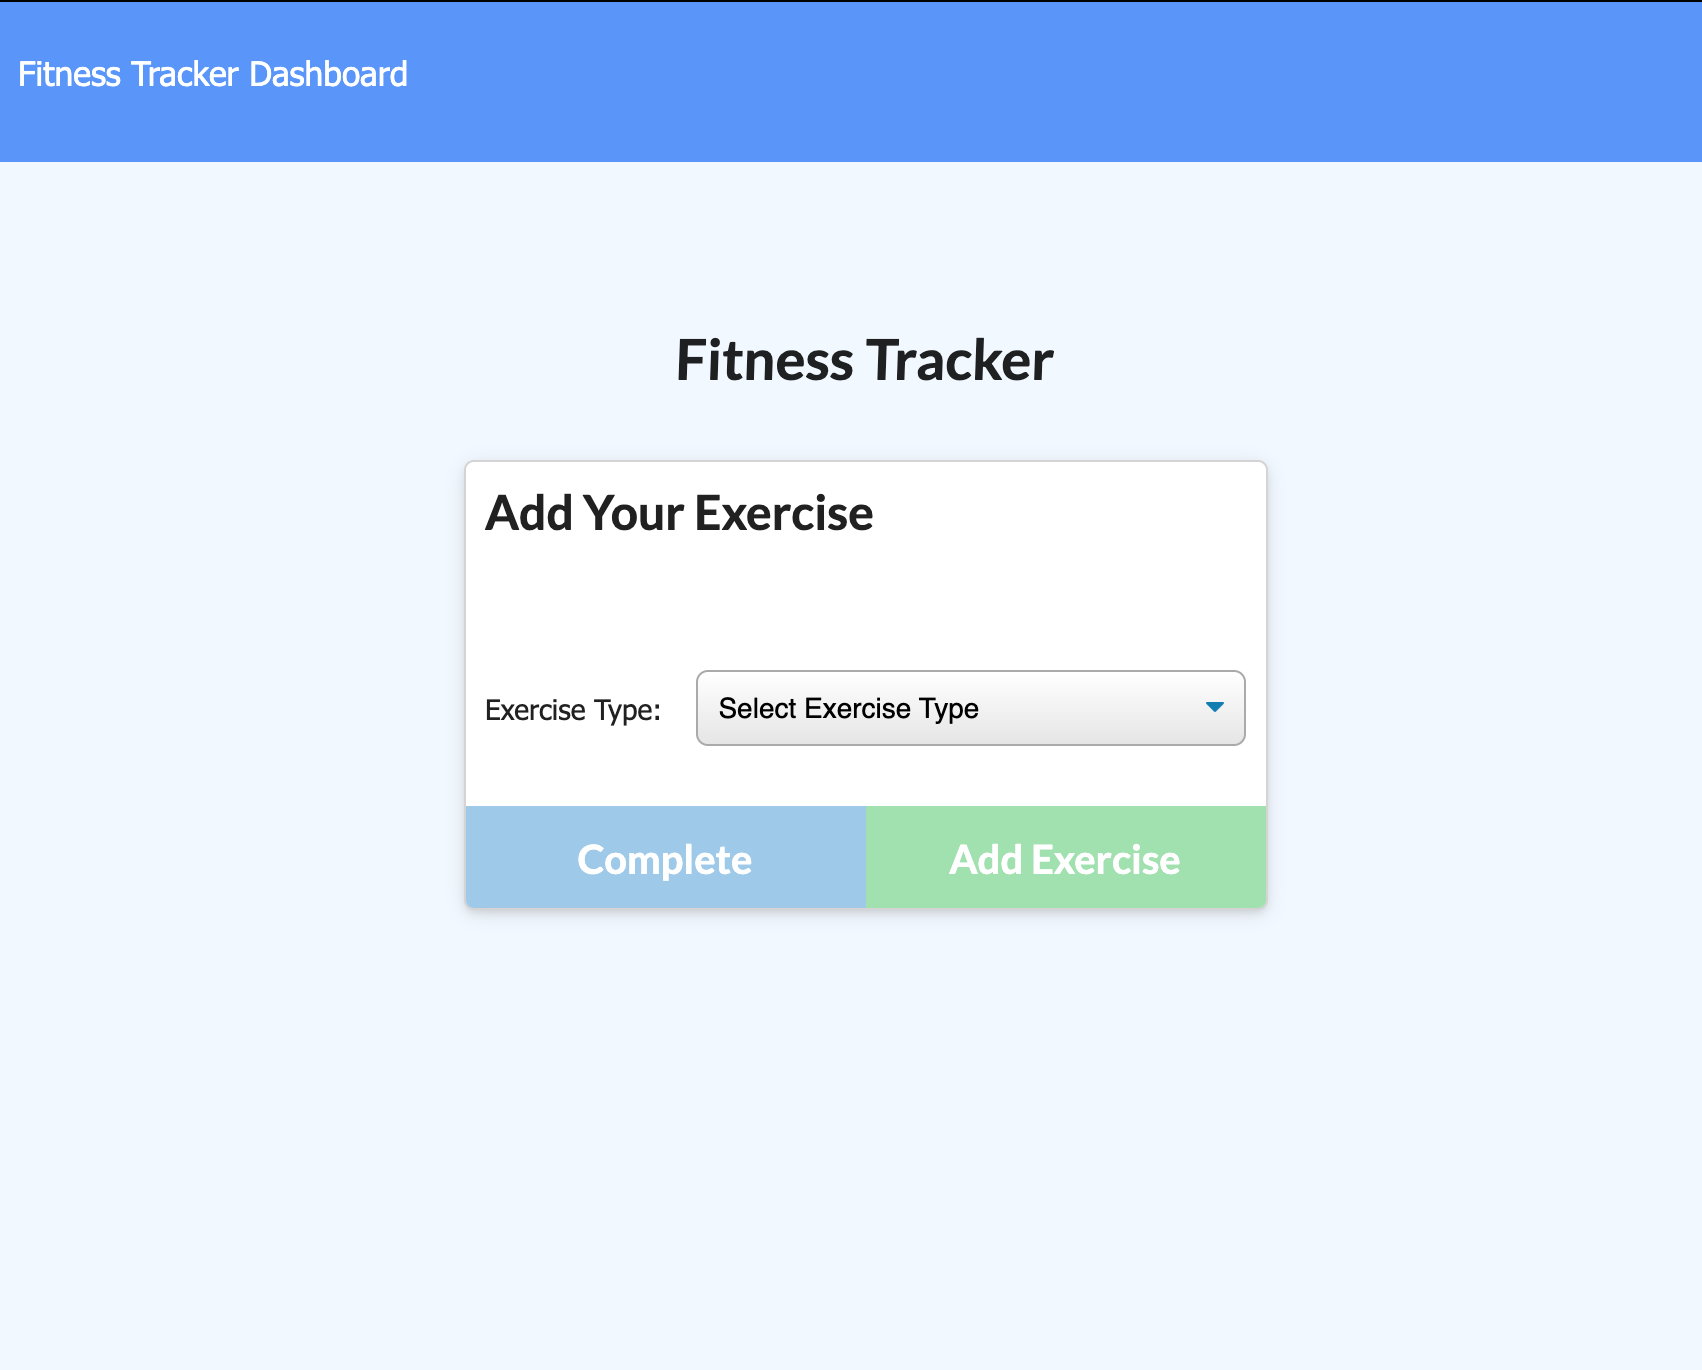 Fitness Tracker Dashboard
Fitness Tracker
Add Your Exercise
Exercise Type: Select Exercise Type
Complete Add Exercise